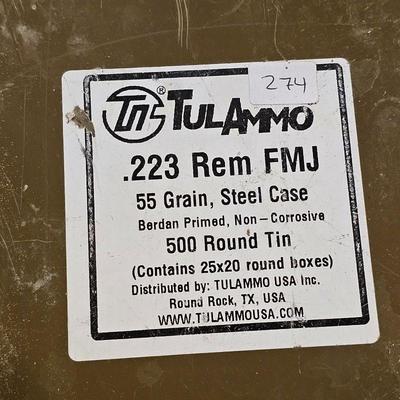 274
Tn® TULAMMO
.223 Rem FMJ
55 Grain, Steel Case
Berdan Primed, Non-Corrosive
500 Round Tin
(Contains 25x20 round boxes)
Distributed by: TULAMMO USA Inc.
Round Rock, TX, USA
WWW.TULAMMOUSA.COM